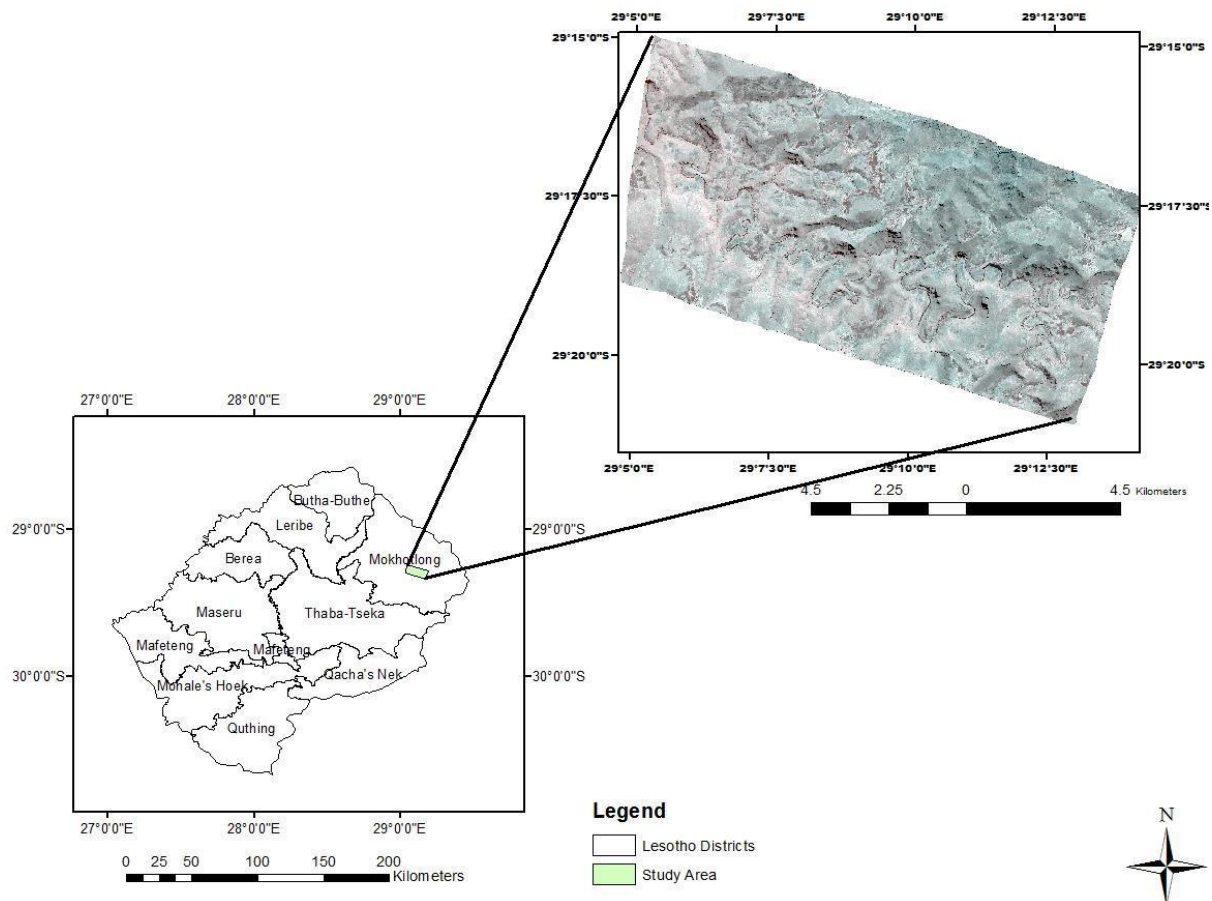 29°5'0"E 29°7'30"E 29°10'0"E 29°12'30"E
29°15'0"S 29°15'0"S
29°17'30"S 29°17'30"S
29°20'0"S 29°20'0"S
29°5'0"E 29°7'30"E 29°10'0"E 29°12'30"E
4.5 2.25 0 4.5 Kilometers
27°0'0"E 28°0'0"E 29°0'0"E
29°0'0"S 29°0'0"S
30°0'0"S 30°0'0"S
Butha-Buthe
Leribe
Berea
Mokhotlong
Maseru
Thaba-Tseka
Mafeteng
Mafeteng
Qacha's Nek
Mohale's Hoek
Quthing
27°0'0"E 28°0'0"E 29°0'0"E
0 25 50 100 150 200
Kilometers
Legend
Lesotho Districts
Study Area
N